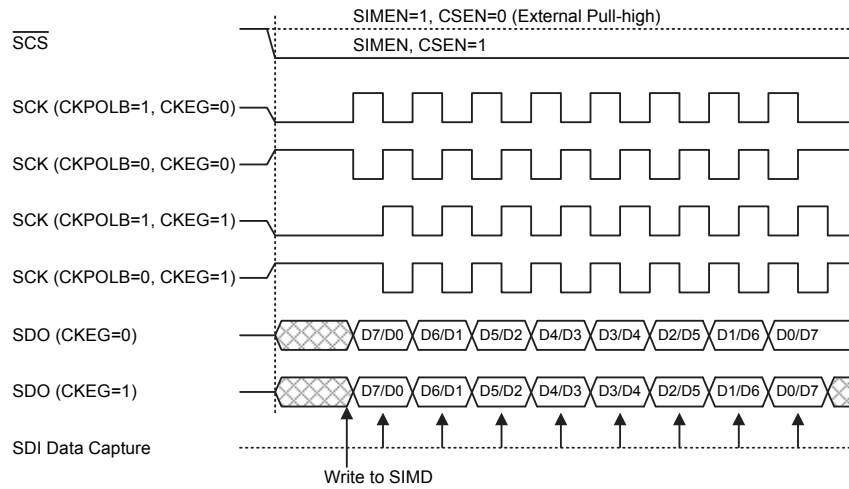 SIMEN=1, CSEN=0 (External Pull-high)
SCS
SIMEN, CSEN=1
SCK (CKPOLB=1, CKEG=0)
SCK (CKPOLB=0, CKEG=0)
SCK (CKPOLB=1, CKEG=1)
SCK (CKPOLB=0, CKEG=1)
SDO (CKEG=0) D7/D0 D6/D1 D5/D2 D4/D3 D3/D4 D2/D5 D1/D6 D0/D7
SDO (CKEG=1) D7/D0 D6/D1 D5/D2 D4/D3 D3/D4 D2/D5 D1/D6 D0/D7
SDI Data Capture
Write to SIMD